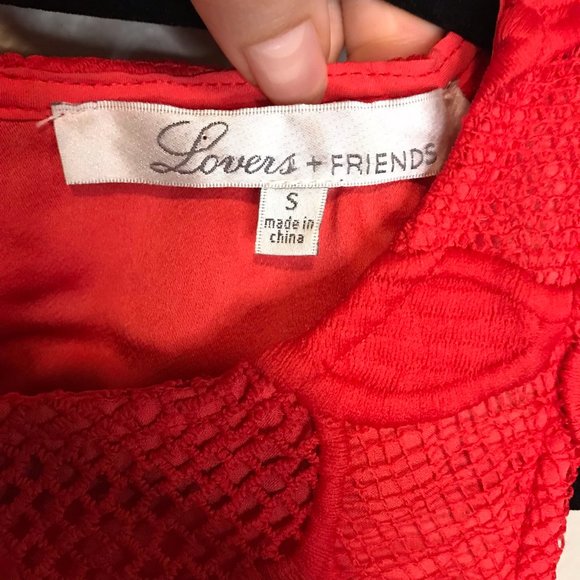 Lovers + FRIENDS
S
made in
china